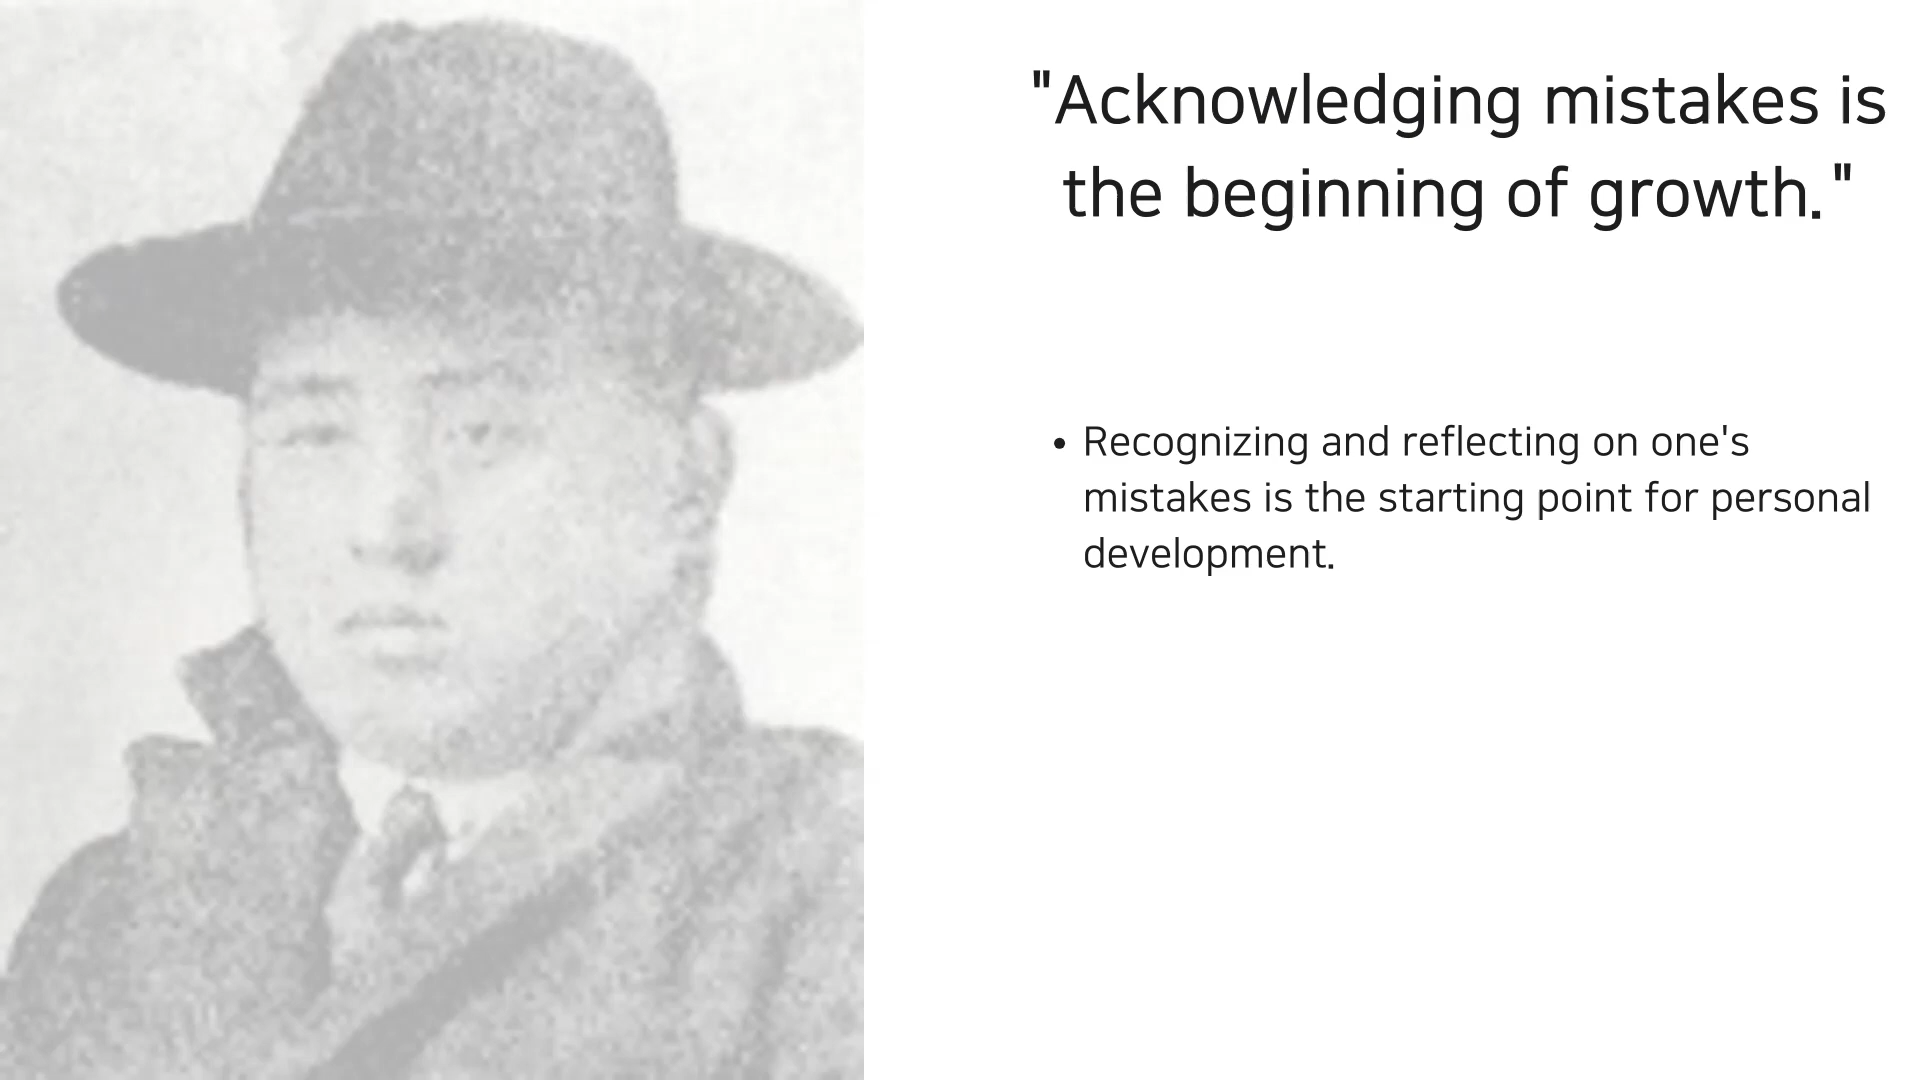 "Acknowledging mistakes is
the beginning of growth."
• Recognizing and reflecting on one's
mistakes is the starting point for personal
development.